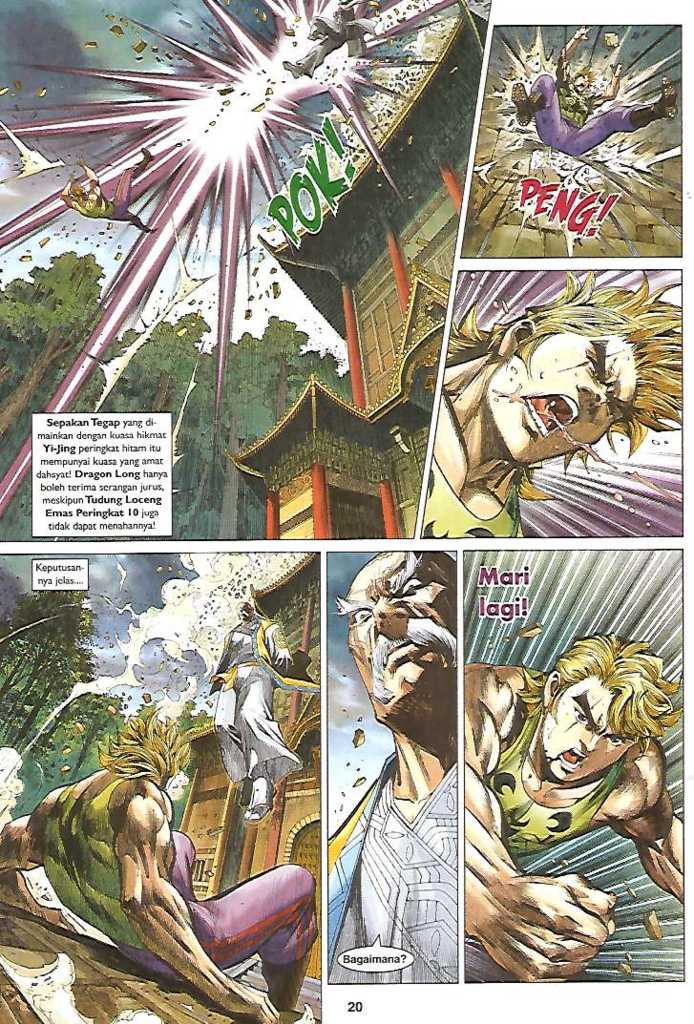 POK!
PENG!
Sepakan Tegap yang di-
mainkan dengan kuasa hikmat
Yi-Jing peringkat hitam itu
mempunyai kuasa yang amat
dahsyat! Dragon Long hanya
boleh terima serangan jurus,
meskipun Tudung Loceng
Emas Peringkat 10 juga
tidak dapat menahannya!
Keputusan-
nya jelas....
Bagaimana?
Mari
lagi!
20